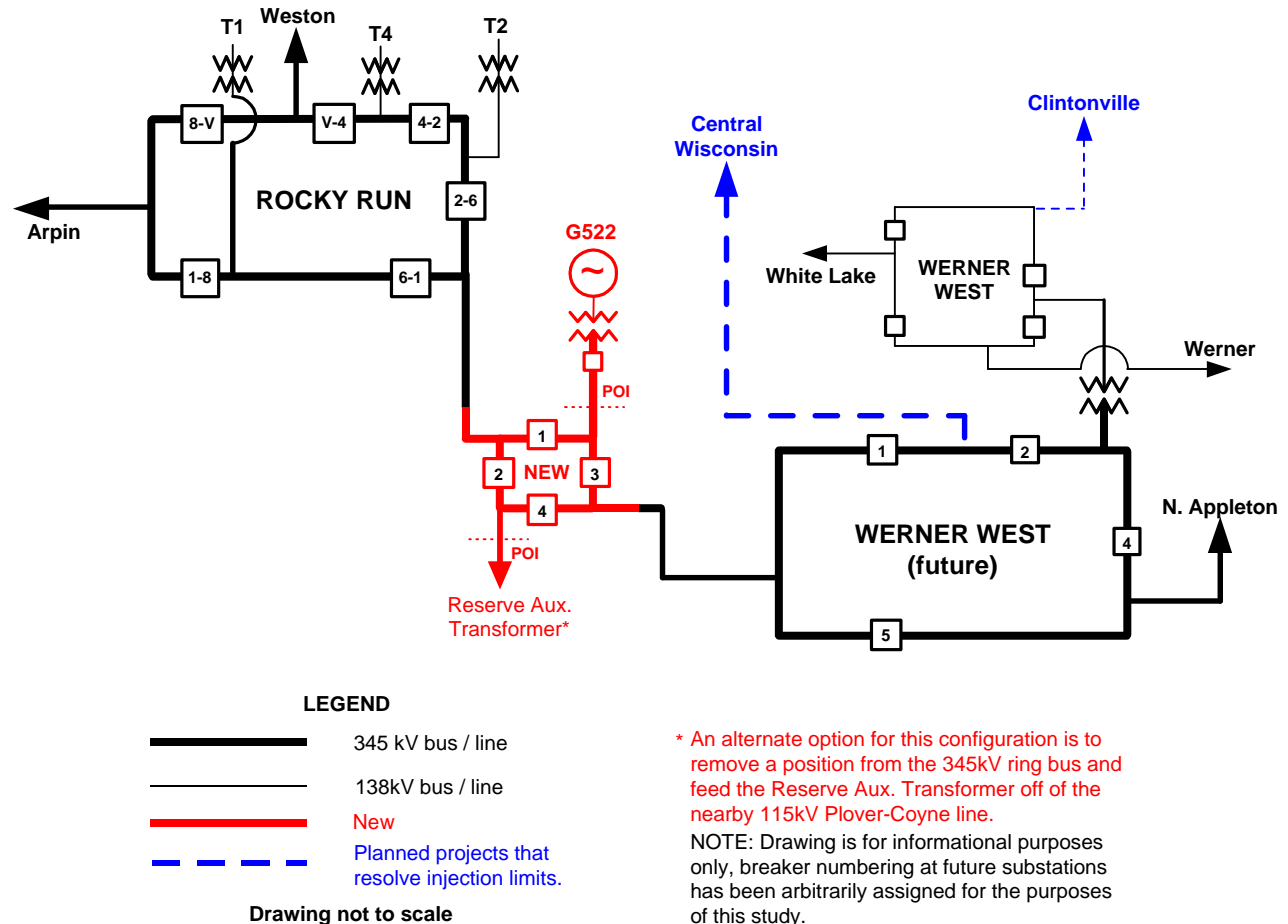 T1
Weston
T4
T2
8-V
V-4
4-2
ROCKY RUN
2-6
Arpin
1-8
6-1
G522
~
POI
1
2
NEW
3
4
POI
Reserve Aux.
Transformer*
Central
Wisconsin
Clintonville
White Lake
WERNER
WEST
Werner
1
2
N. Appleton
WERNER WEST
(future)
4
5
LEGEND
345 kV bus / line
138kV bus / line
New
Planned projects that
resolve injection limits.
Drawing not to scale
* An alternate option for this configuration is to
remove a position from the 345kV ring bus and
feed the Reserve Aux. Transformer off of the
nearby 115kV Plover-Coyne line.
NOTE: Drawing is for informational purposes
only, breaker numbering at future substations
has been arbitrarily assigned for the purposes
of this study.